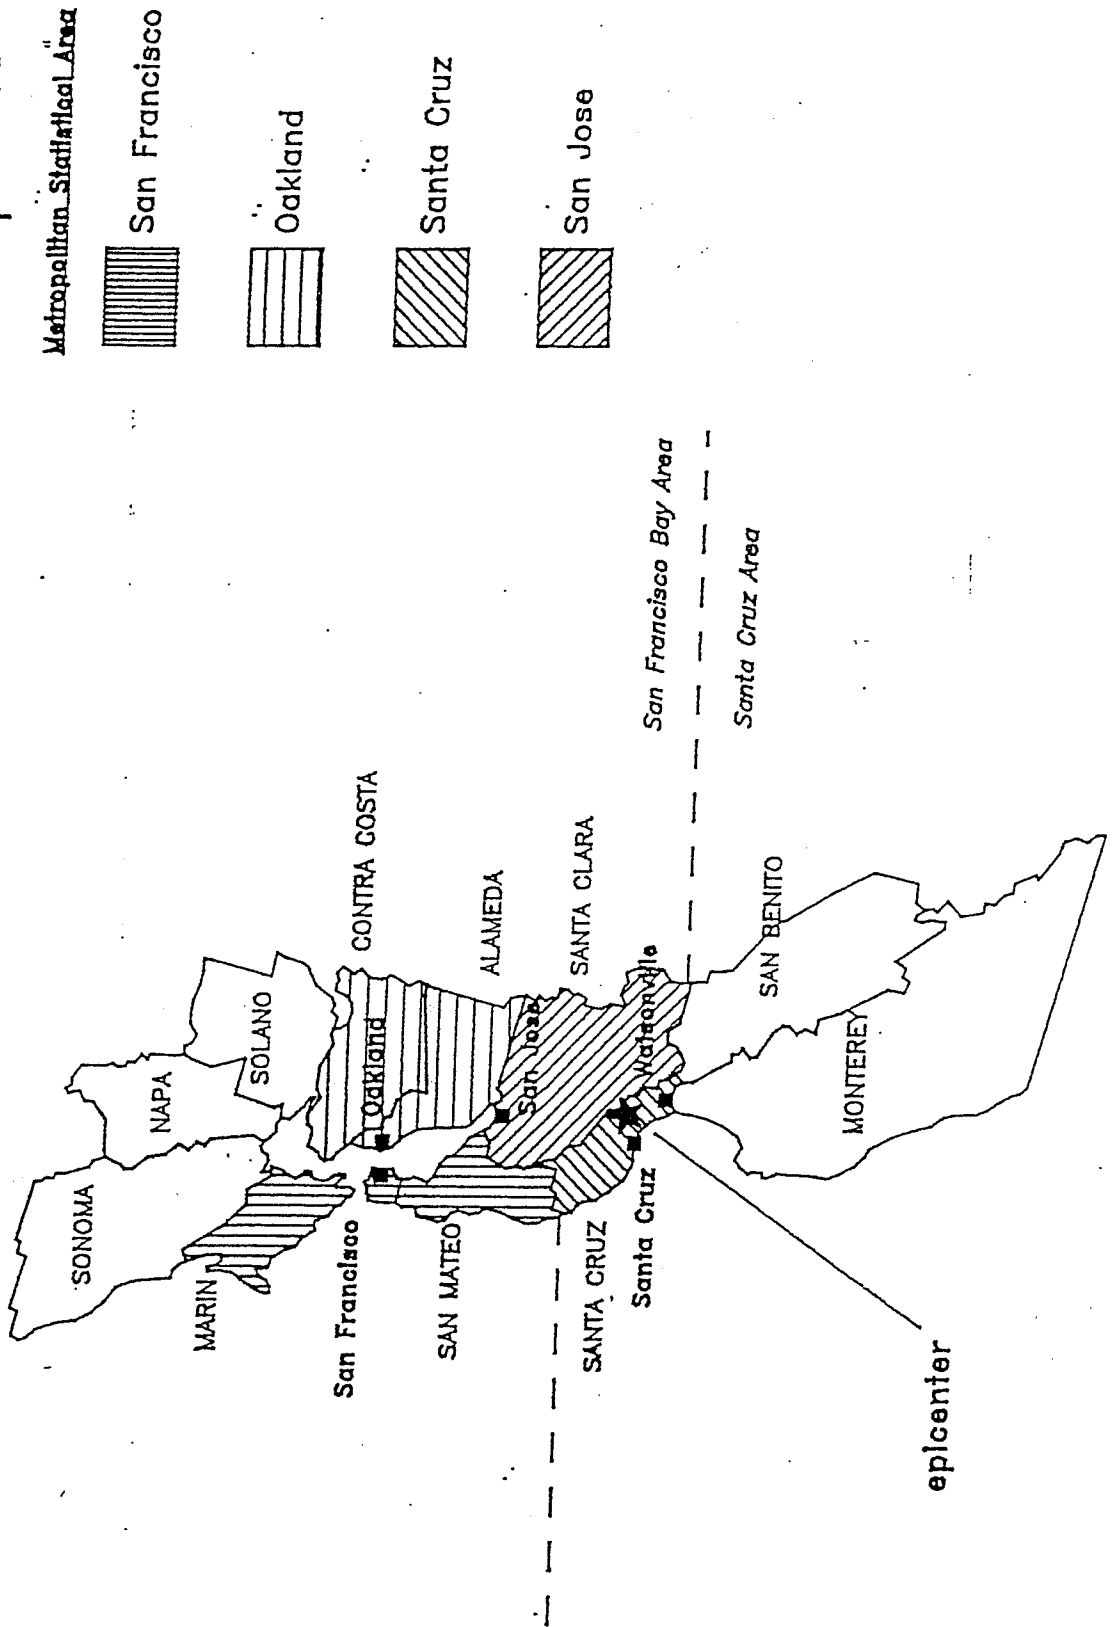 Metropolitan Statistical Area
San Francisco
Oakland
Santa Cruz
San Jose
SONOMA
NAPA
SOLANO
MARIN
CONTRA COSTA
Oakland
San Francisco
ALAMEDA
SAN MATEO
San Jose
SANTA CLARA
SANTA CRUZ
Santa Cruz
Watsonville
San Francisco Bay Area
Santa Cruz Area
SAN BENITO
MONTEREY
epicenter